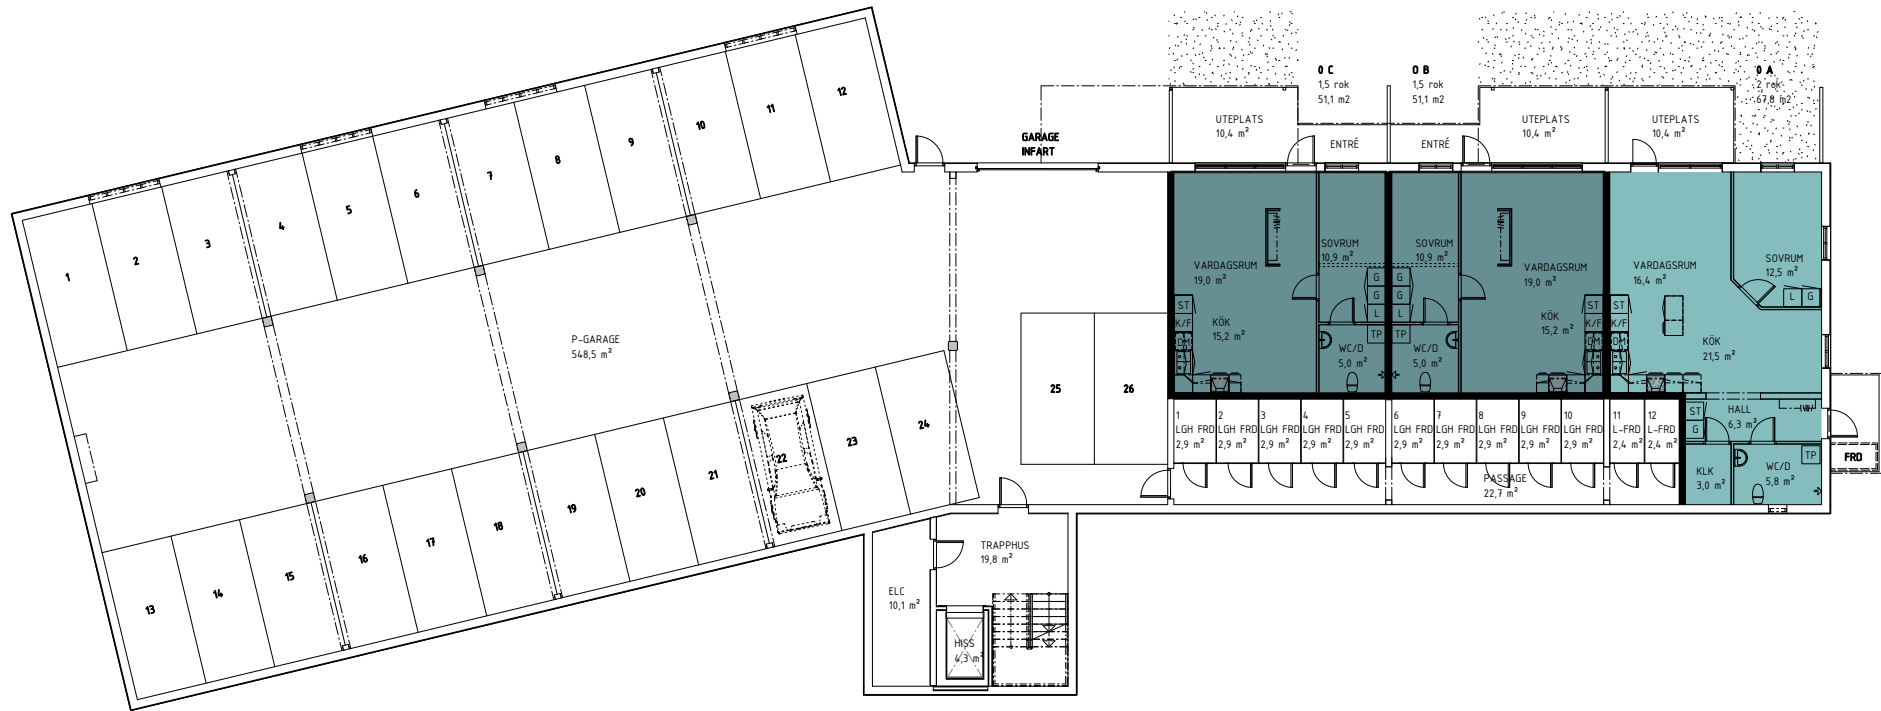 1
2
3
4
5
6
7
8
9
10
11
12
P-GARAGE
548,5 m²
13
14
15
16
17
18
19
20
21
22
23
24
25
26
GARAGE
INFART
0 C
1,5 rok
51,1 m2
0 B
1,5 rok
51,1 m2
0 A
2 rok
67,8 m2
UTEPLATS
10,4 m²
ENTRÉ
ENTRÉ
UTEPLATS
10,4 m²
UTEPLATS
10,4 m²
VARDAGSRUM
19,0 m²
SOVRUM
10,9 m²
G
G
L
ST
K/F
DM
KÖK
15,2 m²
TP
WC/D
5,0 m²
SOVRUM
10,9 m²
G
G
L
TP
WC/D
5,0 m²
VARDAGSRUM
19,0 m²
KÖK
15,2 m²
ST
K/F
DM
ST
K/F
DM
VARDAGSRUM
16,4 m²
SOVRUM
12,5 m²
L
G
KÖK
21,5 m²
ST
G
HALL
6,3 m²
KLK
3,0 m²
WC/D
5,8 m²
TP
FRD
1
LGH FRD
2,9 m²
2
LGH FRD
2,9 m²
3
LGH FRD
2,9 m²
4
LGH FRD
2,9 m²
5
LGH FRD
2,9 m²
6
LGH FRD
2,9 m²
7
LGH FRD
2,9 m²
8
LGH FRD
2,9 m²
9
LGH FRD
2,9 m²
10
LGH FRD
2,9 m²
11
L-FRD
2,4 m²
12
L-FRD
2,4 m²
PASSAGE
22,7 m²
TRAPPHUS
19,8 m²
ELC
10,1 m²
HISS
4,3 m²